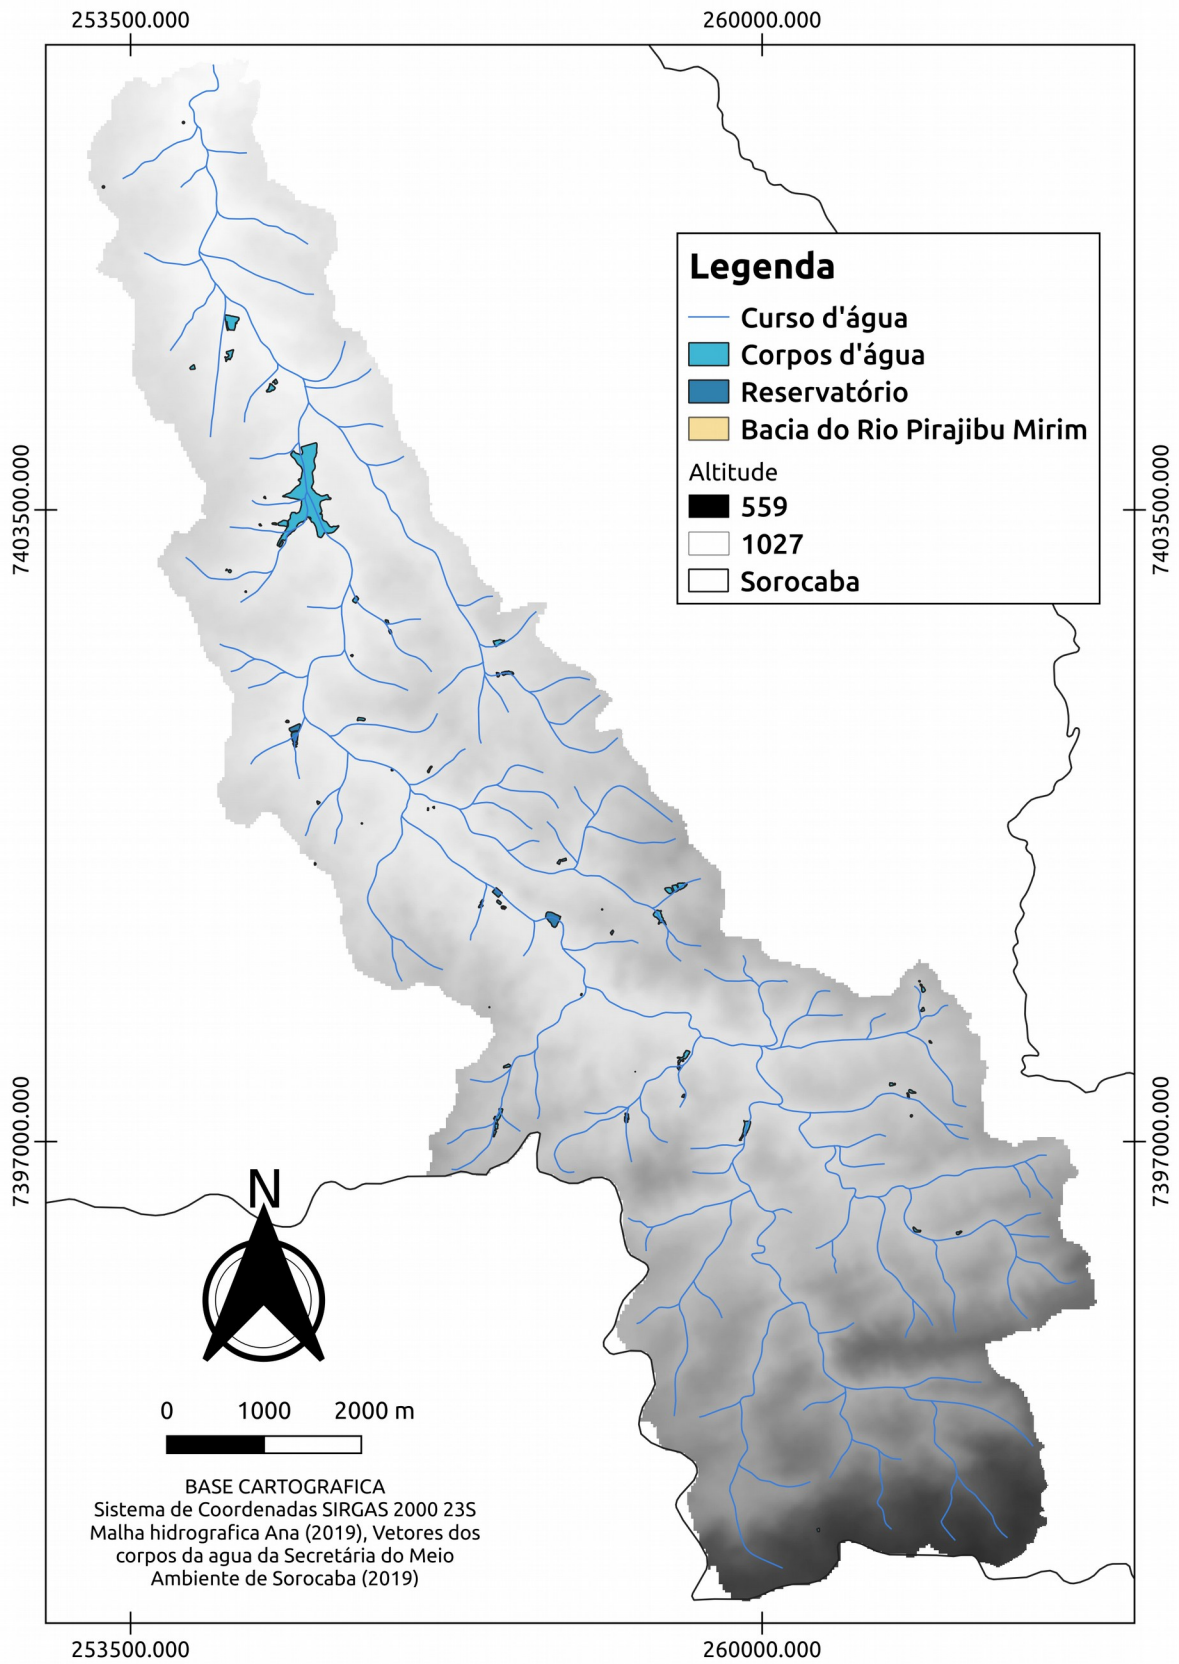 253500.000
260000.000
Legenda
Curso d'água
Corpos d'água
Reservatório
Bacia do Rio Pirajibu Mirim
Altitude
559
1027
Sorocaba
7403500.000
7403500.000
7397000.000
7397000.000
N
0 1000 2000 m
BASE CARTOGRAFICA
Sistema de Coordenadas SIRGAS 2000 23S
Malha hidrografica Ana (2019), Vetores dos
corpos da agua da Secretária do Meio
Ambiente de Sorocaba (2019)
253500.000
260000.000